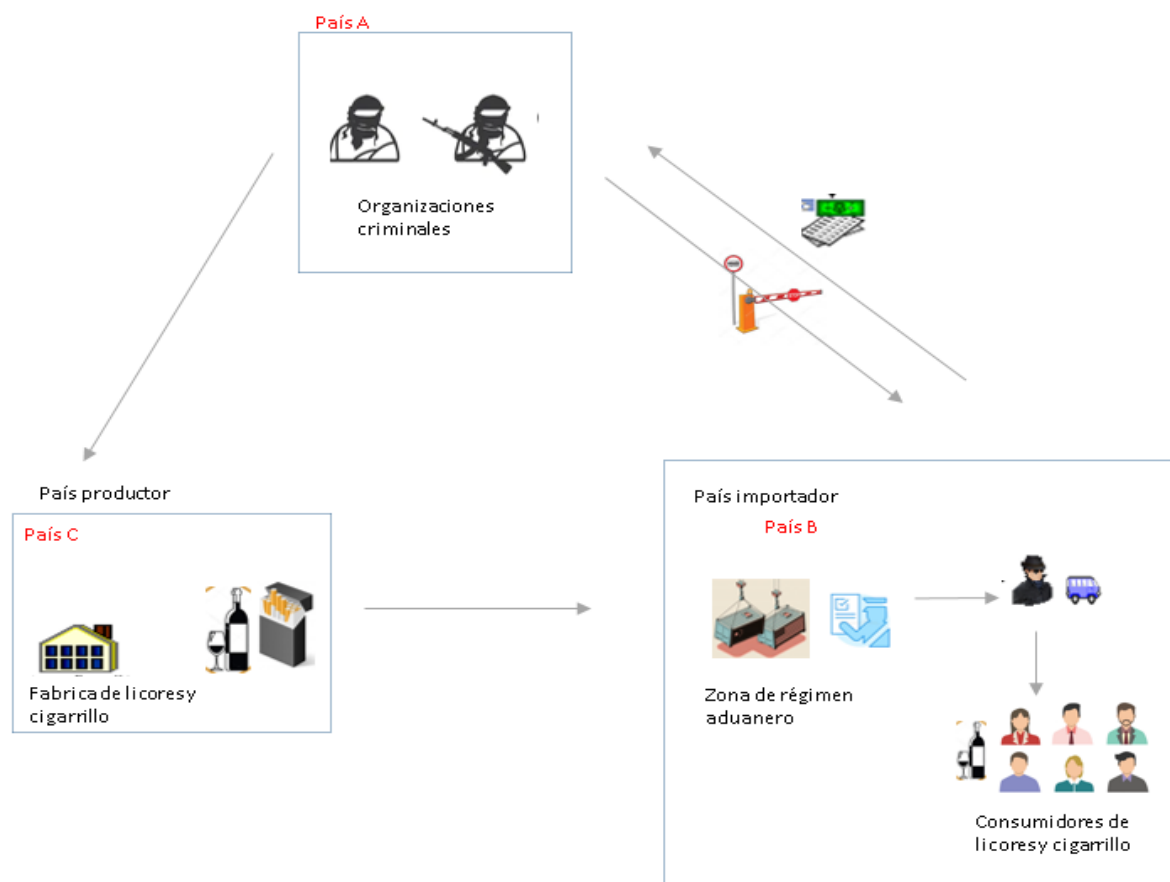 País A
Organizaciones
criminales
País productor
País C
Fabrica de licores y
cigarrillo
País importador
País B
Zona de régimen
aduanero
Consumidores de
licores y cigarrillo